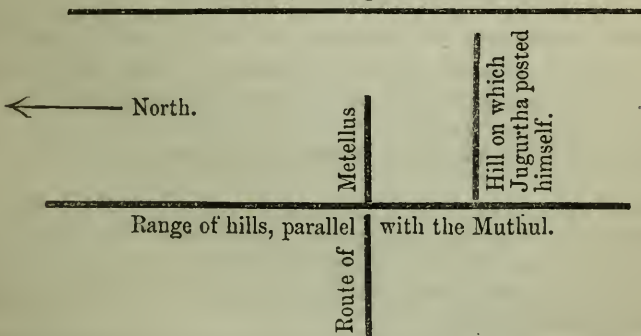 North.
Metellus
Hill on which
Jugurtha posted
himself.
Range of hills, parallel with the Muthul.
Route of